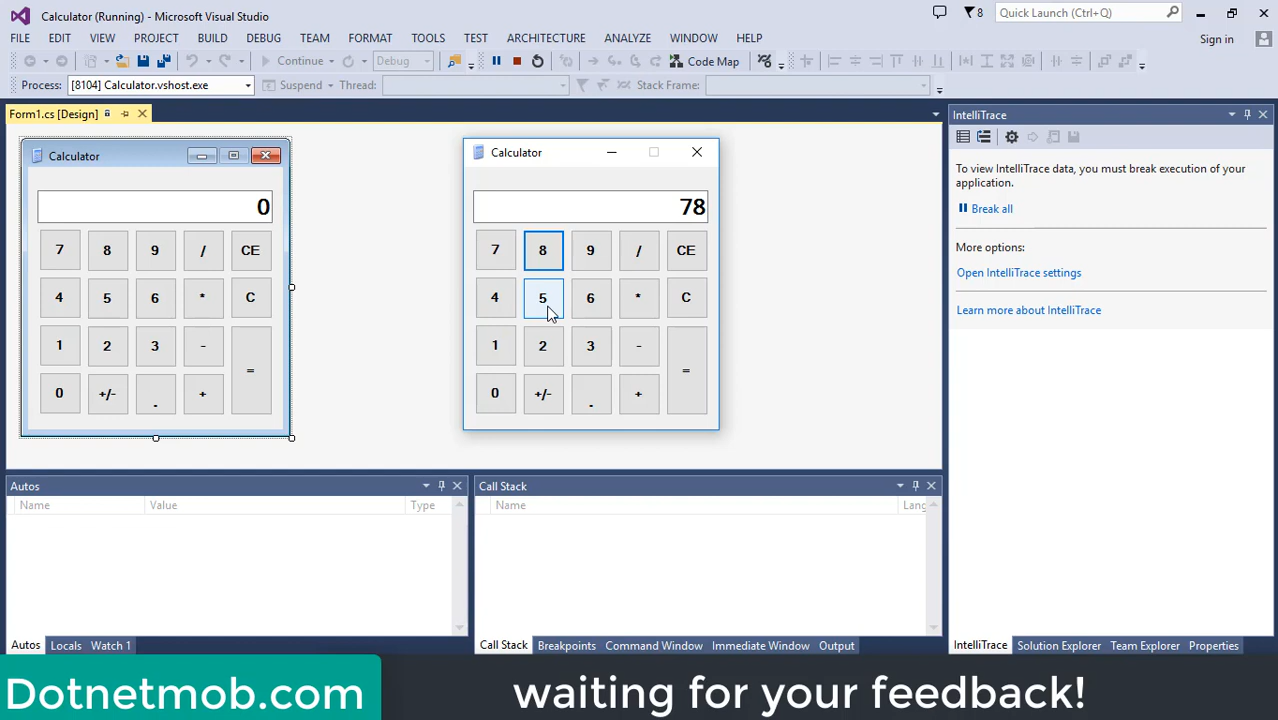 Calculator (Running) - Microsoft Visual Studio
8
Quick Launch (Ctrl+Q)
FILE EDIT VIEW PROJECT BUILD DEBUG TEAM FORMAT TOOLS TEST ARCHITECTURE ANALYZE WINDOW HELP
Sign in
Continue Debug Code Map
Process: [8104] Calculator.vshost.exe Suspend Thread: Stack Frame:
Form1.cs [Design]
Calculator
0
7 8 9 / CE
4 5 6 * C
1 2 3 -
=
0 +/- . +
Calculator
78
7 8 9 / CE
4 5 6 * C
1 2 3 -
=
0 +/- . +
IntelliTrace
To view IntelliTrace data, you must break execution of your
application.
Break all
More options:
Open IntelliTrace settings
Learn more about IntelliTrace
Autos
Name Value Type
Call Stack
Name Lang
Autos Locals Watch 1
Call Stack Breakpoints Command Window Immediate Window Output
IntelliTrace Solution Explorer Team Explorer Properties
Dotnetmob.com
waiting for your feedback!